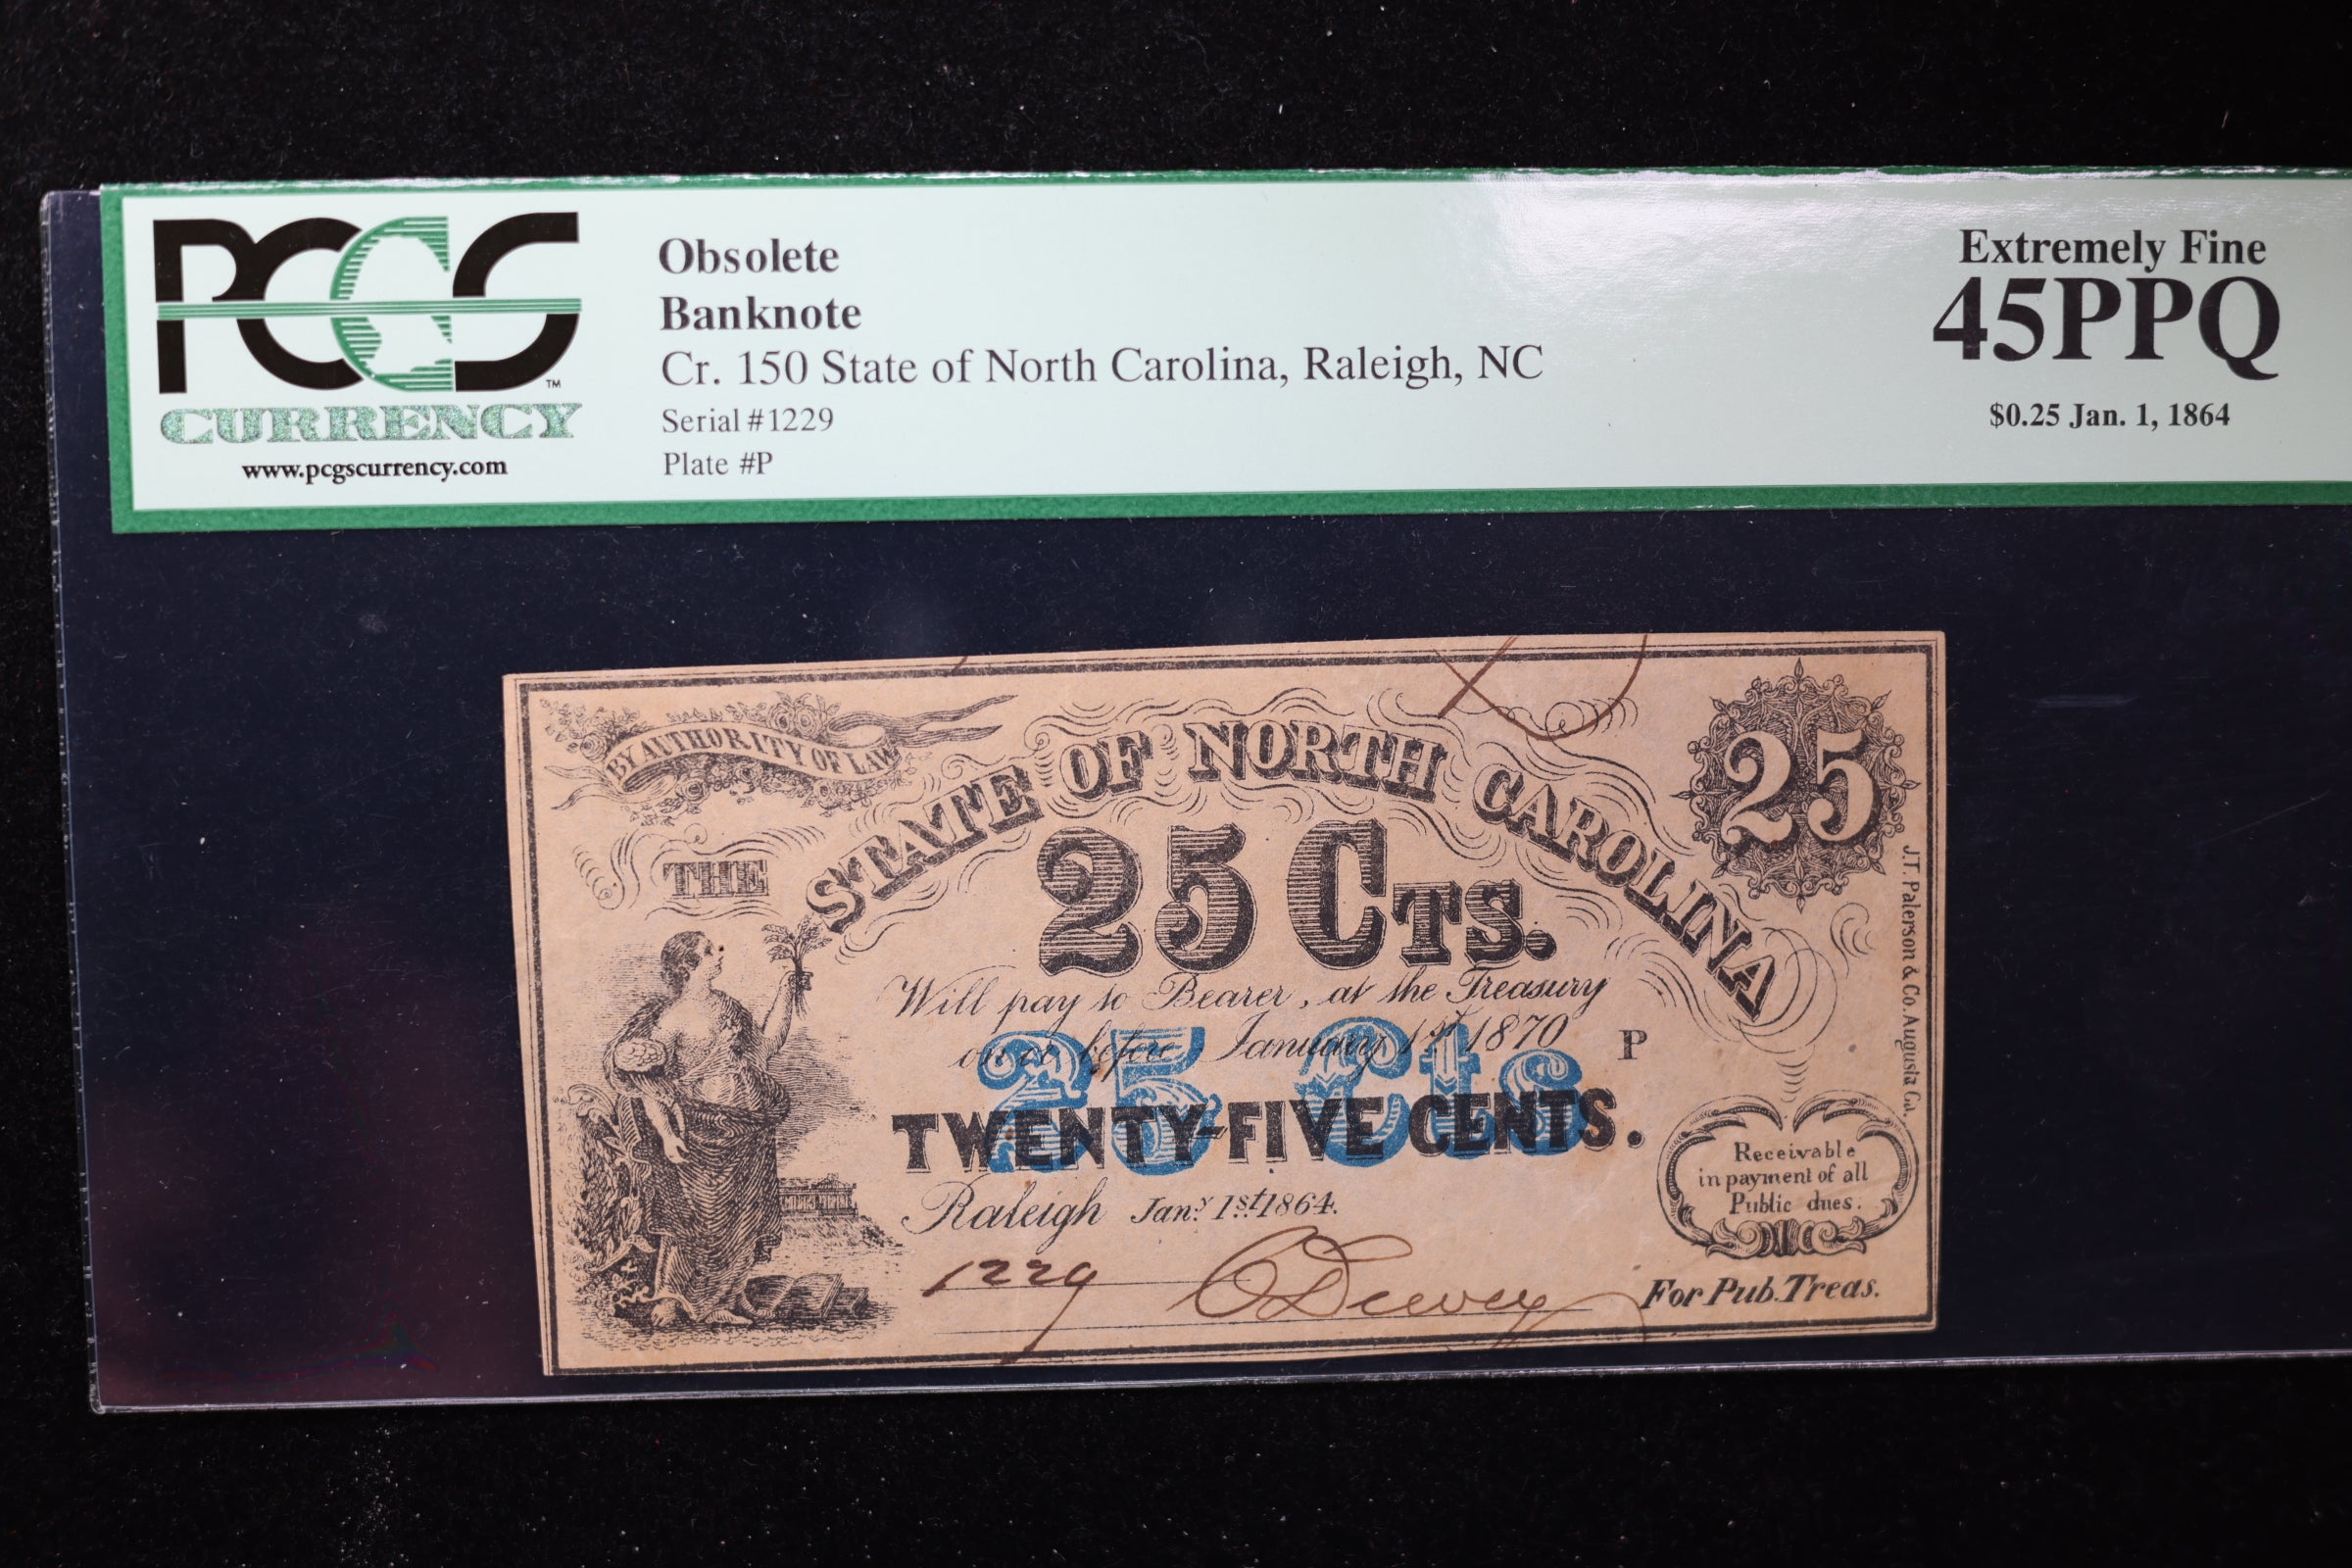 PCGS ™
CURRENCY
www.pcgscurrency.com
Obsolete
Banknote
Cr. 150 State of North Carolina, Raleigh, NC
Serial #1229
Plate #P
Extremely Fine
45PPQ
$0.25 Jan. 1, 1864
BY AUTHORITY OF LAW
THE
STATE OF NORTH CAROLINA
25
25 CTS.
Will pay to Bearer, at the Treasury
on or before January 1st 1870
P
25 Cts
TWENTY-FIVE CENTS.
Raleigh Jany. 1st 1864.
1229
C Dewey
For Pub. Treas.
Receivable
in payment of all
Public dues.
J.T. Paterson & Co. Augusta Ga.